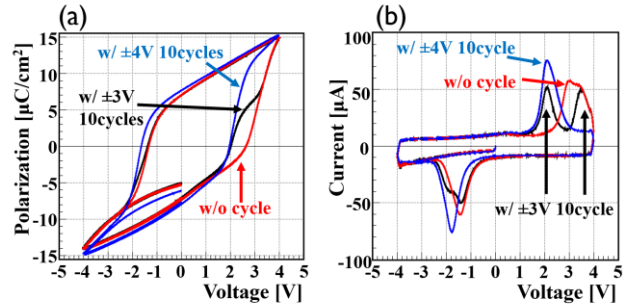 (a)
15
10
5
0
-5
-10
-15
Polarization [µC/cm²]
w/ ±4V 10cycles
w/ ±3V
10cycles
w/o cycle
-5 -4 -3 -2 -1 0 1 2 3 4 5
Voltage [V]
(b)
100
50
0
-50
-100
Current [µA]
w/ ±4V 10cycle
w/o cycle
w/ ±3V 10cycle
-5 -4 -3 -2 -1 0 1 2 3 4 5
Voltage [V]